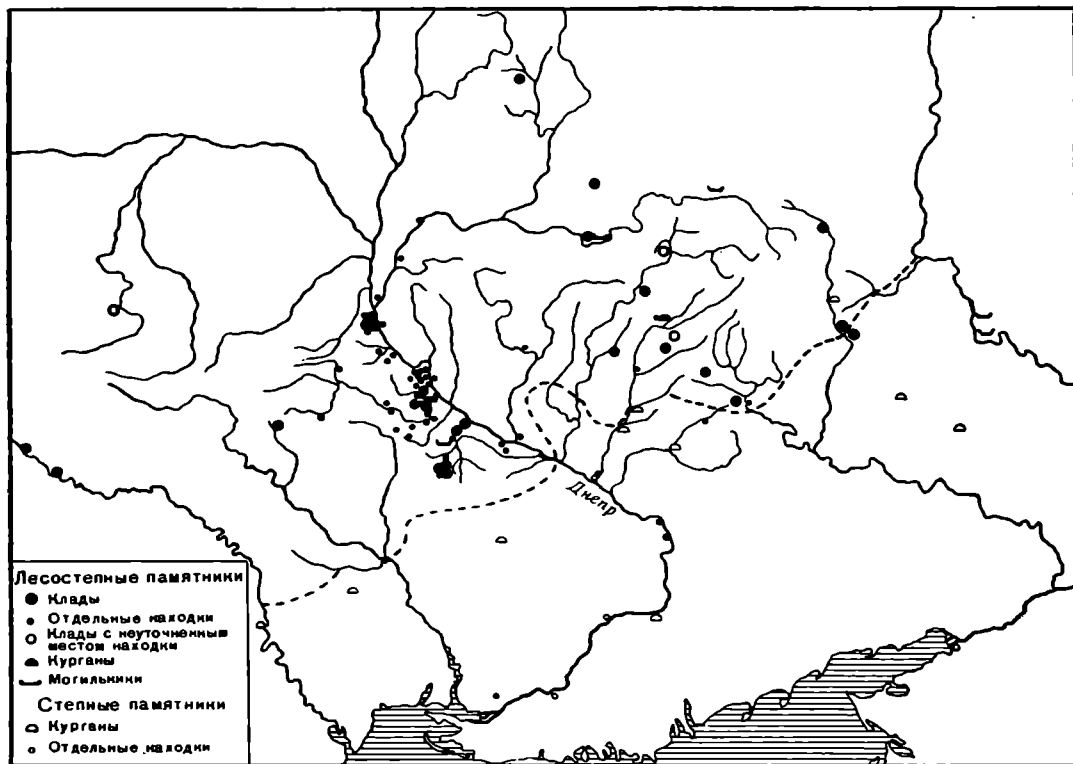 Днепр
Лесостепные памятники
Клады
Отдельные находки
Клады с неуточненным
местом находки
Курганы
Могильники
Степные памятники
Курганы
Отдельные находки